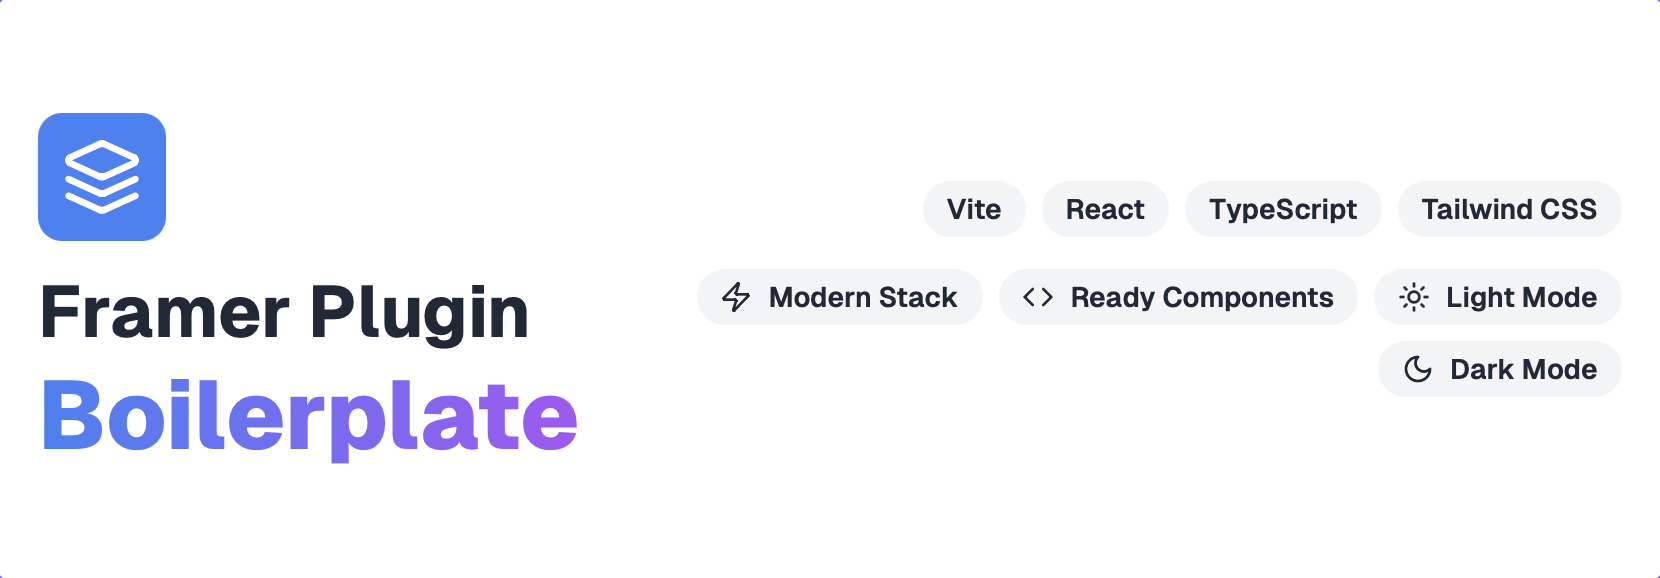 Framer Plugin
Boilerplate
Vite React TypeScript Tailwind CSS
Modern Stack Ready Components Light Mode
Dark Mode